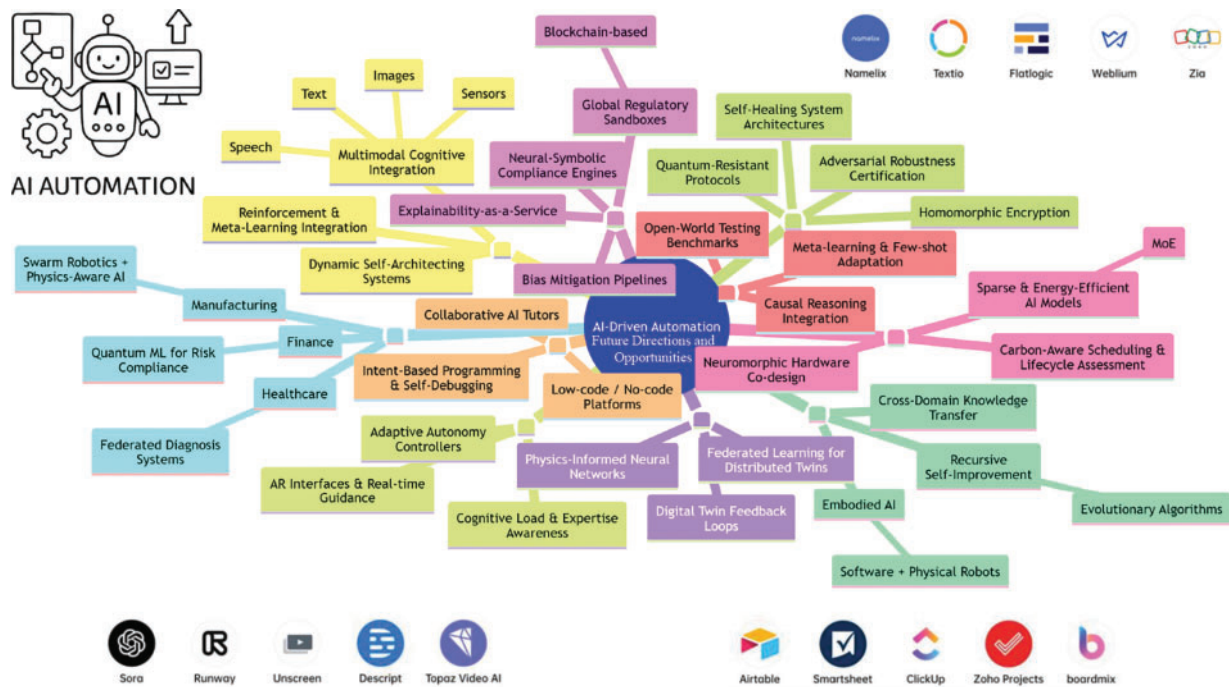 AI
AI AUTOMATION
namelix
Namelix
Textio
Flatlogic
Weblium
ZOHO
Zia
Blockchain-based
Images
Text
Sensors
Speech
Multimodal Cognitive
Integration
Reinforcement &
Meta-Learning Integration
Dynamic Self-Architecting
Systems
Global Regulatory
Sandboxes
Neural-Symbolic
Compliance Engines
Explainability-as-a-Service
Bias Mitigation Pipelines
Self-Healing System
Architectures
Quantum-Resistant
Protocols
Adversarial Robustness
Certification
Homomorphic Encryption
Open-World Testing
Benchmarks
Meta-learning & Few-shot
Adaptation
Causal Reasoning
Integration
MoE
Sparse & Energy-Efficient
AI Models
Carbon-Aware Scheduling &
Lifecycle Assessment
Neuromorphic Hardware
Co-design
AI-Driven Automation
Future Directions and
Opportunities
Swarm Robotics +
Physics-Aware AI
Manufacturing
Finance
Quantum ML for Risk
Compliance
Healthcare
Federated Diagnosis
Systems
Collaborative AI Tutors
Intent-Based Programming
& Self-Debugging
Low-code / No-code
Platforms
Adaptive Autonomy
Controllers
AR Interfaces & Real-time
Guidance
Cognitive Load & Expertise
Awareness
Physics-Informed Neural
Networks
Federated Learning for
Distributed Twins
Digital Twin Feedback
Loops
Cross-Domain Knowledge
Transfer
Recursive
Self-Improvement
Evolutionary Algorithms
Embodied AI
Software + Physical Robots
Sora
Runway
Unscreen
Descript
Topaz Video AI
Airtable
Smartsheet
ClickUp
Zoho Projects
boardmix